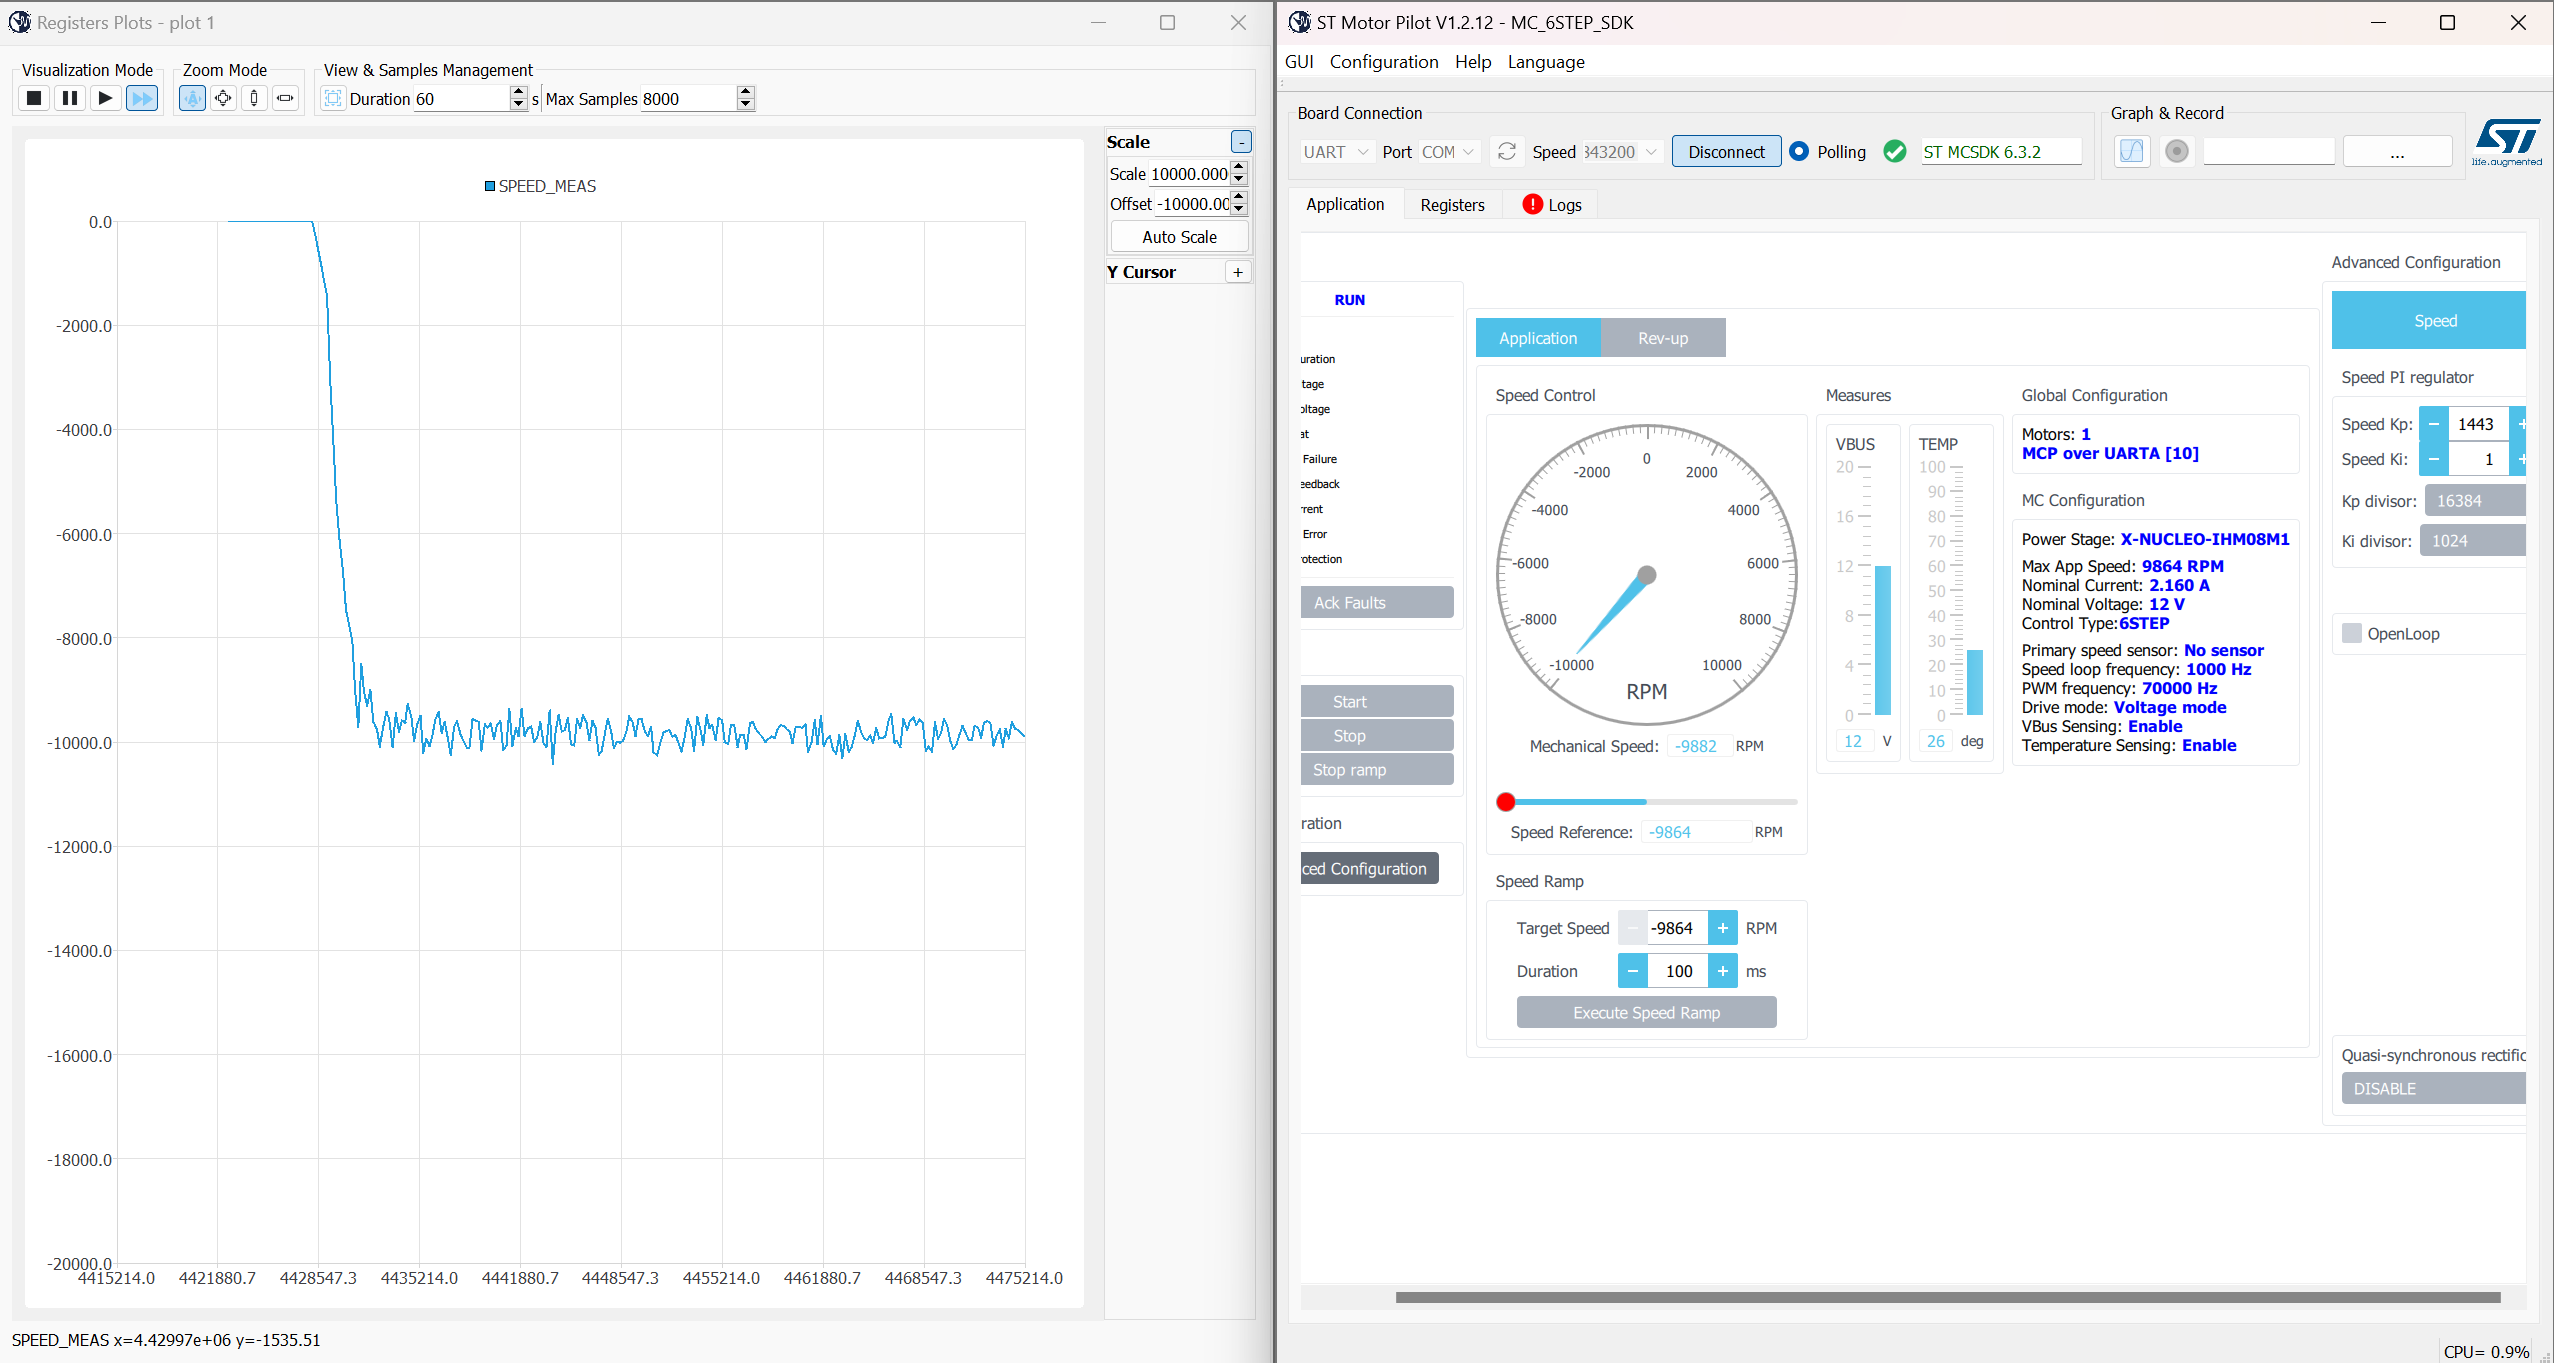 Registers Plots - plot 1
Visualization Mode
Zoom Mode
View & Samples Management
Duration 60 s
Max Samples 8000
SPEED_MEAS
0.0
-2000.0
-4000.0
-6000.0
-8000.0
-10000.0
-12000.0
-14000.0
-16000.0
-18000.0
-20000.0
4415214.0 4421880.7 4428547.3 4435214.0 4441880.7 4448547.3 4455214.0 4461880.7 4468547.3 4475214.0
Scale -
Scale 10000.000
Offset -10000.00
Auto Scale
Y Cursor +
SPEED_MEAS x=4.42997e+06 y=-1535.51
ST Motor Pilot V1.2.12 - MC_6STEP_SDK
GUI Configuration Help Language
Board Connection
UART Port COM Speed 843200 Disconnect Polling ST MCSDK 6.3.2
Graph & Record
...
ST
life.augmented
Application Registers Logs
RUN
uration
tage
oltage
at
Failure
eedback
rrent
Error
rotection
Ack Faults
Start
Stop
Stop ramp
ration
ced Configuration
Application Rev-up
Speed Control
0
-2000 2000
-4000 4000
-6000 6000
-8000 8000
-10000 10000
RPM
Mechanical Speed: -9882 RPM
Speed Reference: -9864 RPM
Speed Ramp
Target Speed - -9864 + RPM
Duration - 100 + ms
Execute Speed Ramp
Measures
VBUS
20
16
12
8
4
0
12 V
TEMP
100
90
80
70
60
50
40
30
20
10
0
26 deg
Global Configuration
Motors: 1
MCP over UARTA [10]
MC Configuration
Power Stage: X-NUCLEO-IHM08M1
Max App Speed: 9864 RPM
Nominal Current: 2.160 A
Nominal Voltage: 12 V
Control Type:6STEP
Primary speed sensor: No sensor
Speed loop frequency: 1000 Hz
PWM frequency: 70000 Hz
Drive mode: Voltage mode
VBus Sensing: Enable
Temperature Sensing: Enable
Advanced Configuration
Speed
Speed PI regulator
Speed Kp: - 1443 +
Speed Ki: - 1 +
Kp divisor: 16384
Ki divisor: 1024
OpenLoop
Quasi-synchronous rectific
DISABLE
CPU= 0.9%